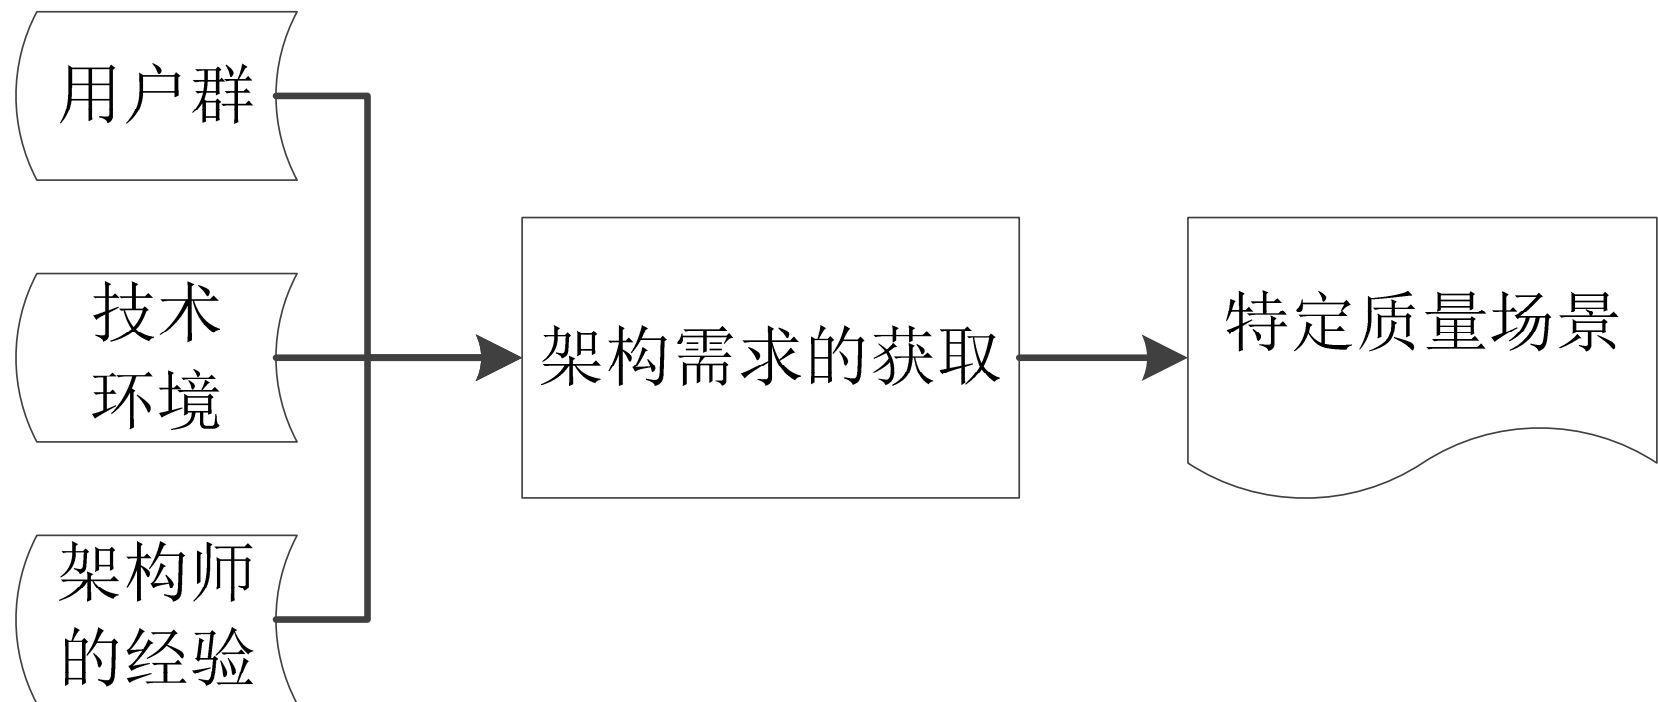 用户群
技术
环境
架构师
的经验
架构需求的获取
特定质量场景